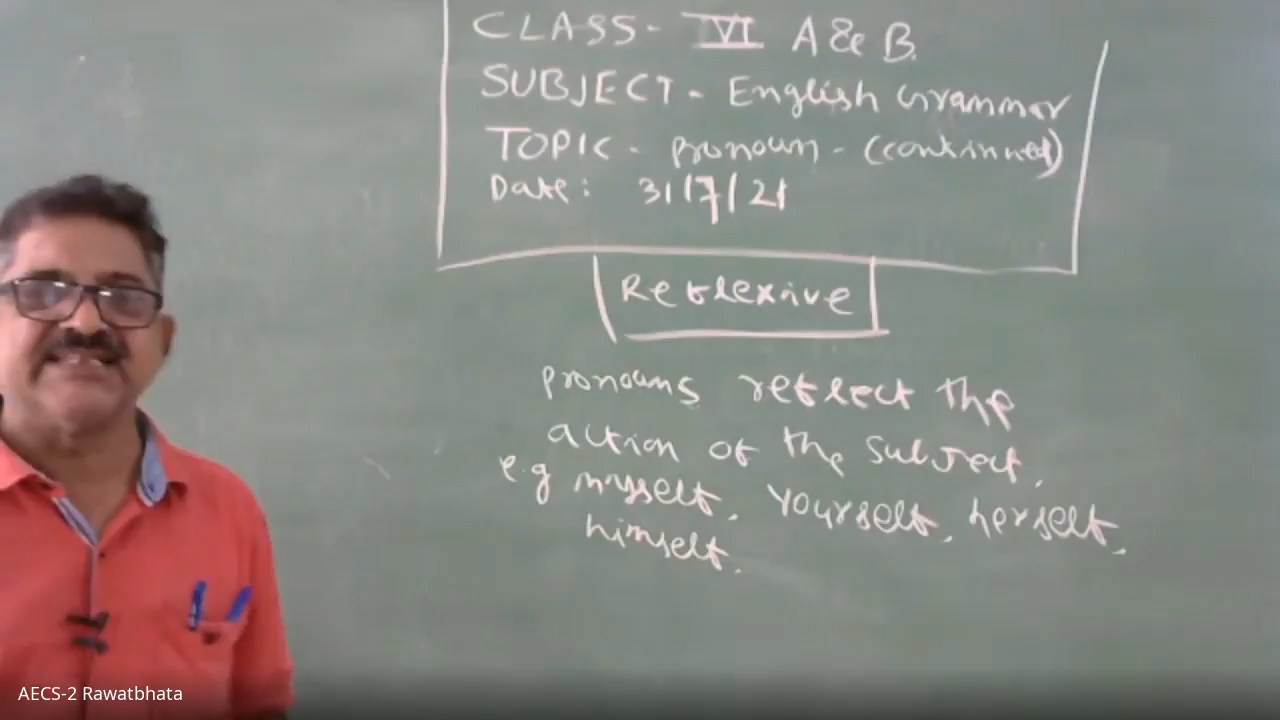 CLASS - VI A & B.
SUBJECT - English Grammar
TOPIC - pronoun - (continued)
Date: 31/7/21
Reflexive
pronouns reflect the
action of the subject.
e.g myself, yourself, herself,
himself.
AECS-2 Rawatbhata